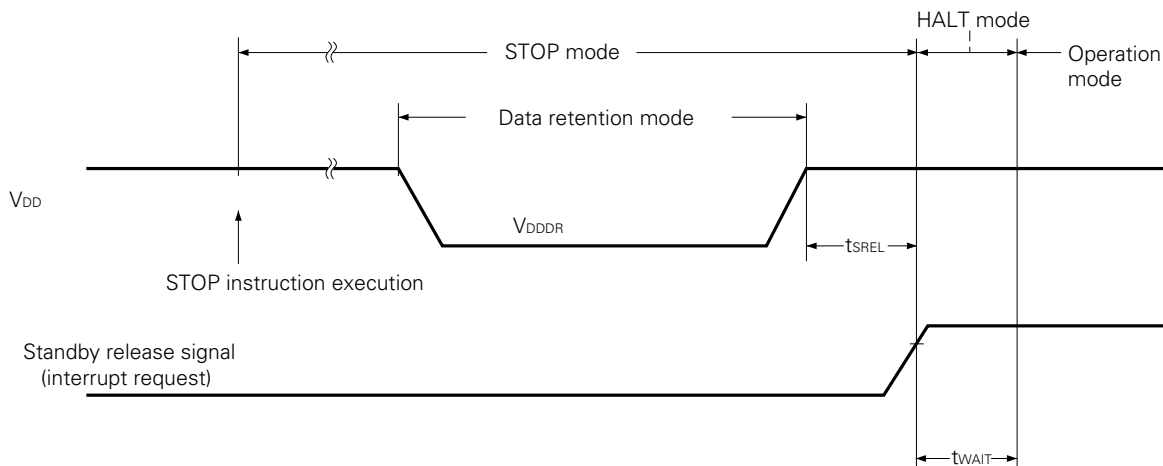 HALT mode
STOP mode
Operation
mode
Data retention mode
VDD
VDDDR
tSREL
STOP instruction execution
Standby release signal
(interrupt request)
tWAIT